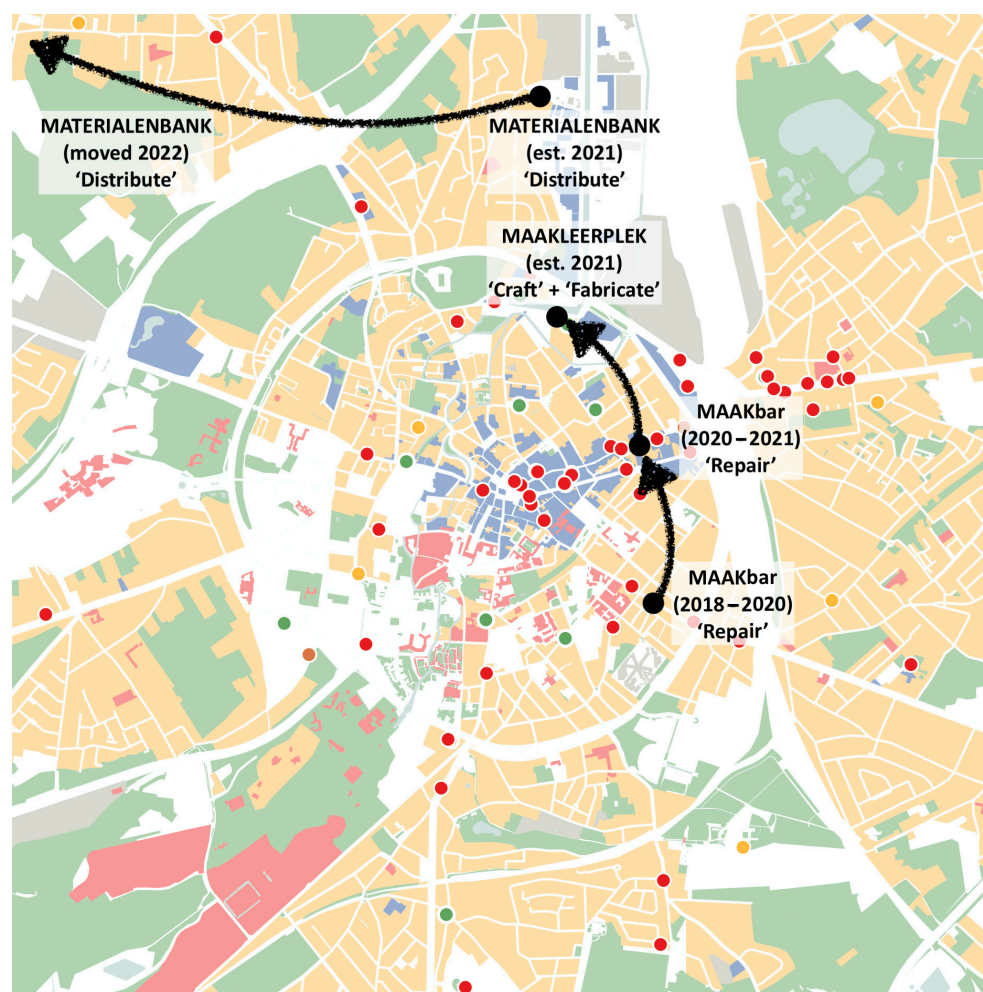 MATERIALENBANK
(moved 2022)
‘Distribute’
MATERIALENBANK
(est. 2021)
‘Distribute’
MAAKLEERPLEK
(est. 2021)
‘Craft’ + ‘Fabricate’
MAAKbar
(2020–2021)
‘Repair’
MAAKbar
(2018–2020)
‘Repair’